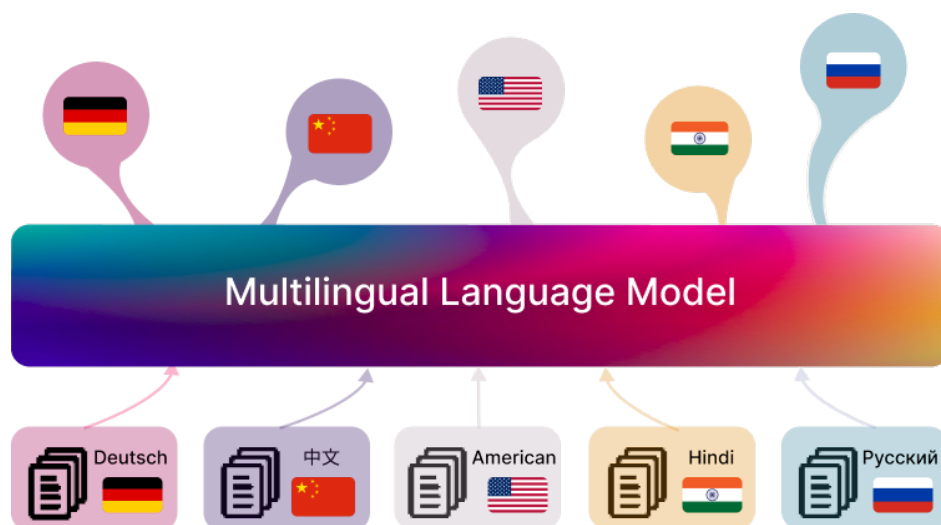 Multilingual Language Model
Deutsch
中文
American
Hindi
Русский